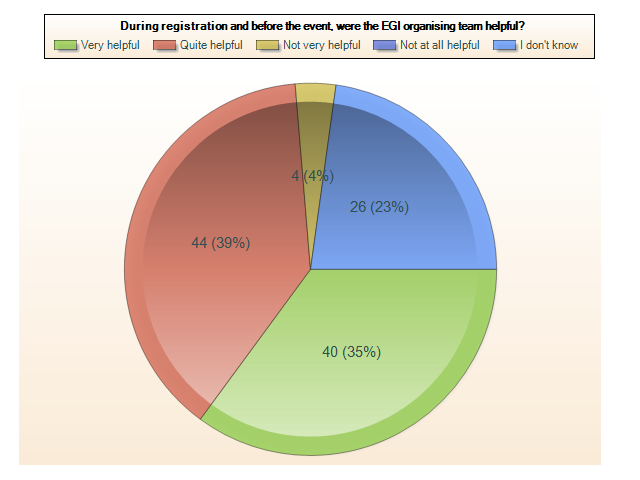 During registration and before the event, were the EGI organising team helpful?
Very helpful Quite helpful Not very helpful Not at all helpful I don't know
4 (4%)
26 (23%)
44 (39%)
40 (35%)